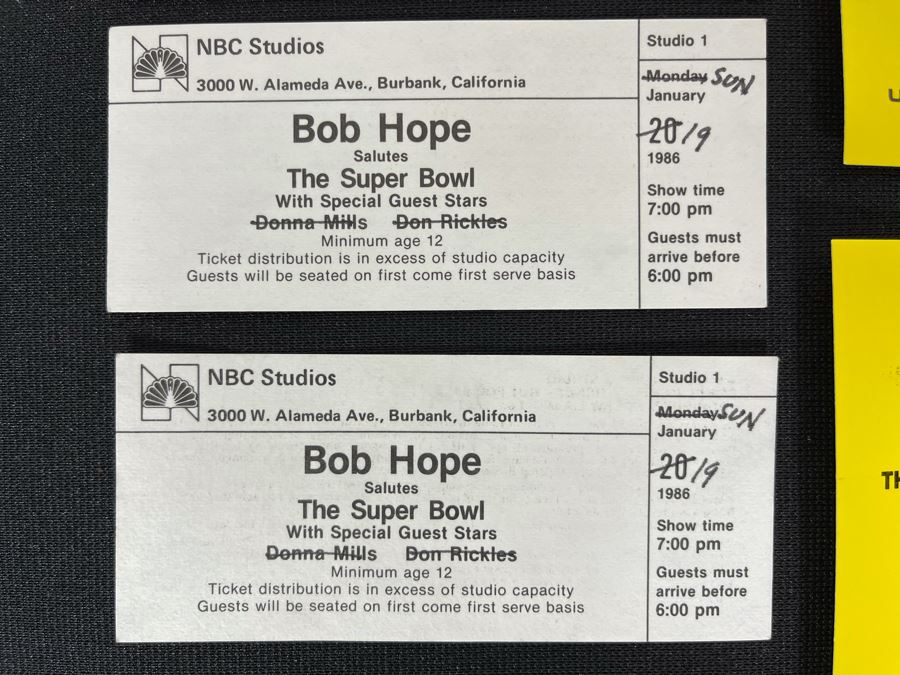 NBC Studios
3000 W. Alameda Ave., Burbank, California
Bob Hope
Salutes
The Super Bowl
With Special Guest Stars
Donna Mills Don Rickles
Minimum age 12
Ticket distribution is in excess of studio capacity
Guests will be seated on first come first serve basis
Studio 1
Monday SUN
January
20 19
1986
Show time
7:00 pm
Guests must
arrive before
6:00 pm
NBC Studios
3000 W. Alameda Ave., Burbank, California
Bob Hope
Salutes
The Super Bowl
With Special Guest Stars
Donna Mills Don Rickles
Minimum age 12
Ticket distribution is in excess of studio capacity
Guests will be seated on first come first serve basis
Studio 1
Monday SUN
January
20 19
1986
Show time
7:00 pm
Guests must
arrive before
6:00 pm